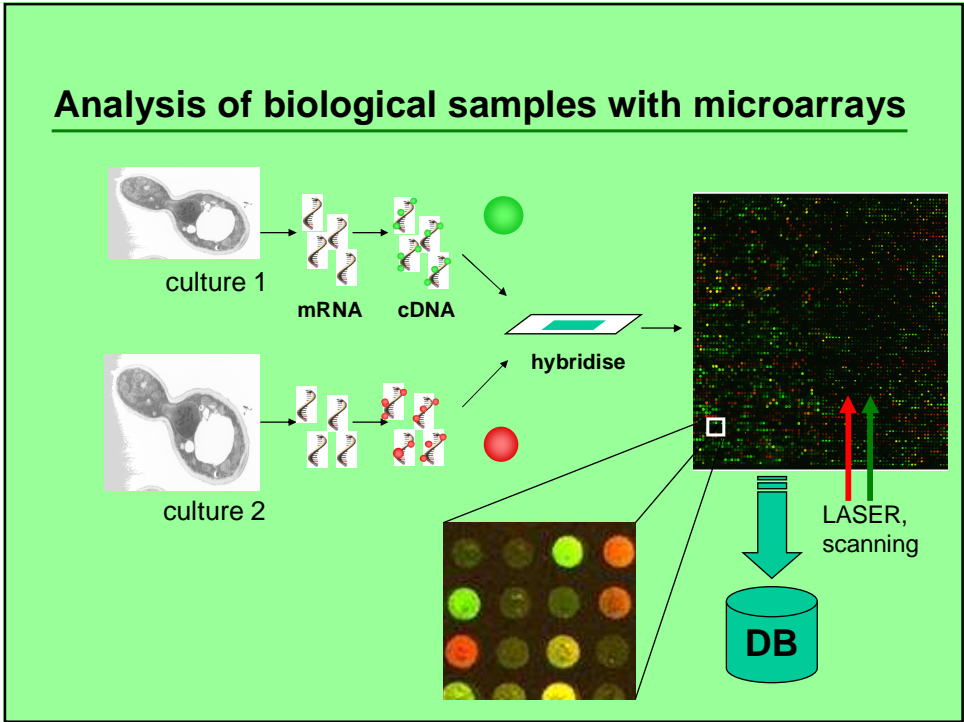 Analysis of biological samples with microarrays
culture 1
mRNA
cDNA
hybridise
culture 2
LASER,
scanning
DB